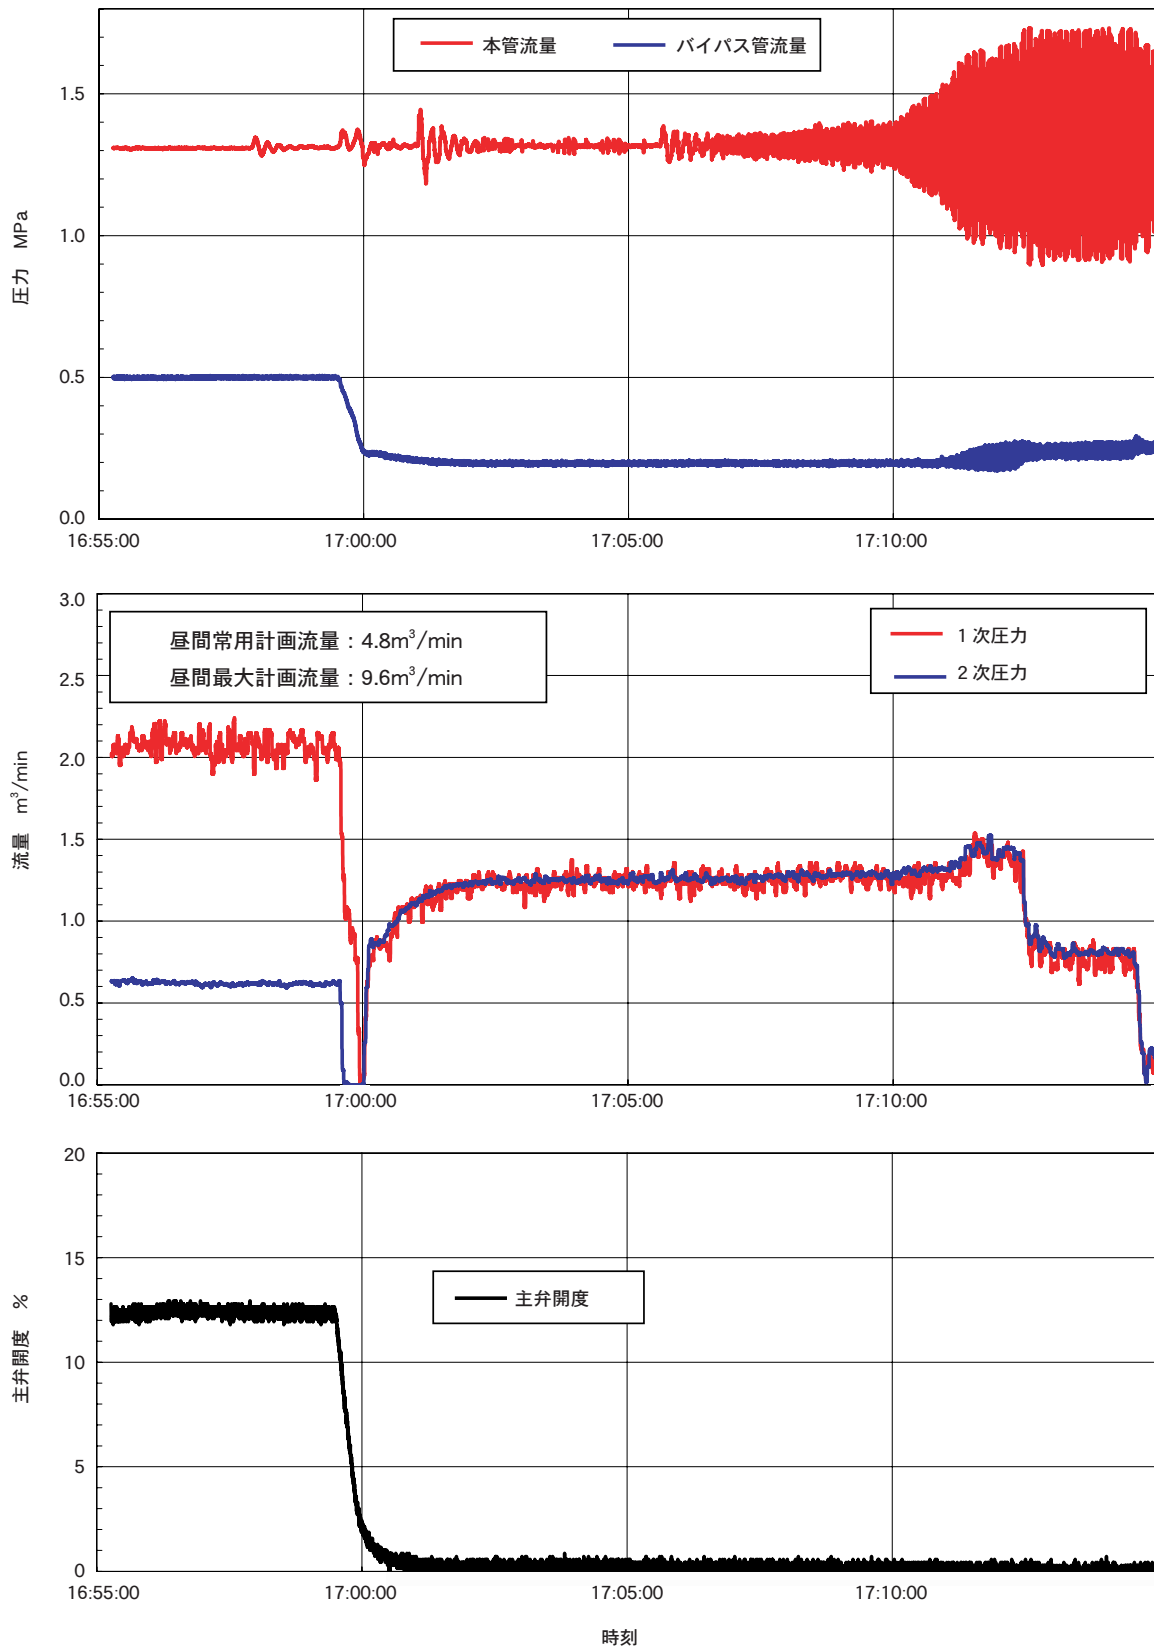 本管流量 バイパス管流量
1.5
1.0
0.5
0.0
圧力 MPa
16:55:00 17:00:00 17:05:00 17:10:00
3.0
2.5
2.0
1.5
1.0
0.5
0.0
流量 m³/min
昼間常用計画流量:4.8m³/min
昼間最大計画流量:9.6m³/min
1次圧力
2次圧力
16:55:00 17:00:00 17:05:00 17:10:00
20
15
10
5
0
主弁開度 %
主弁開度
16:55:00 17:00:00 17:05:00 17:10:00
時刻